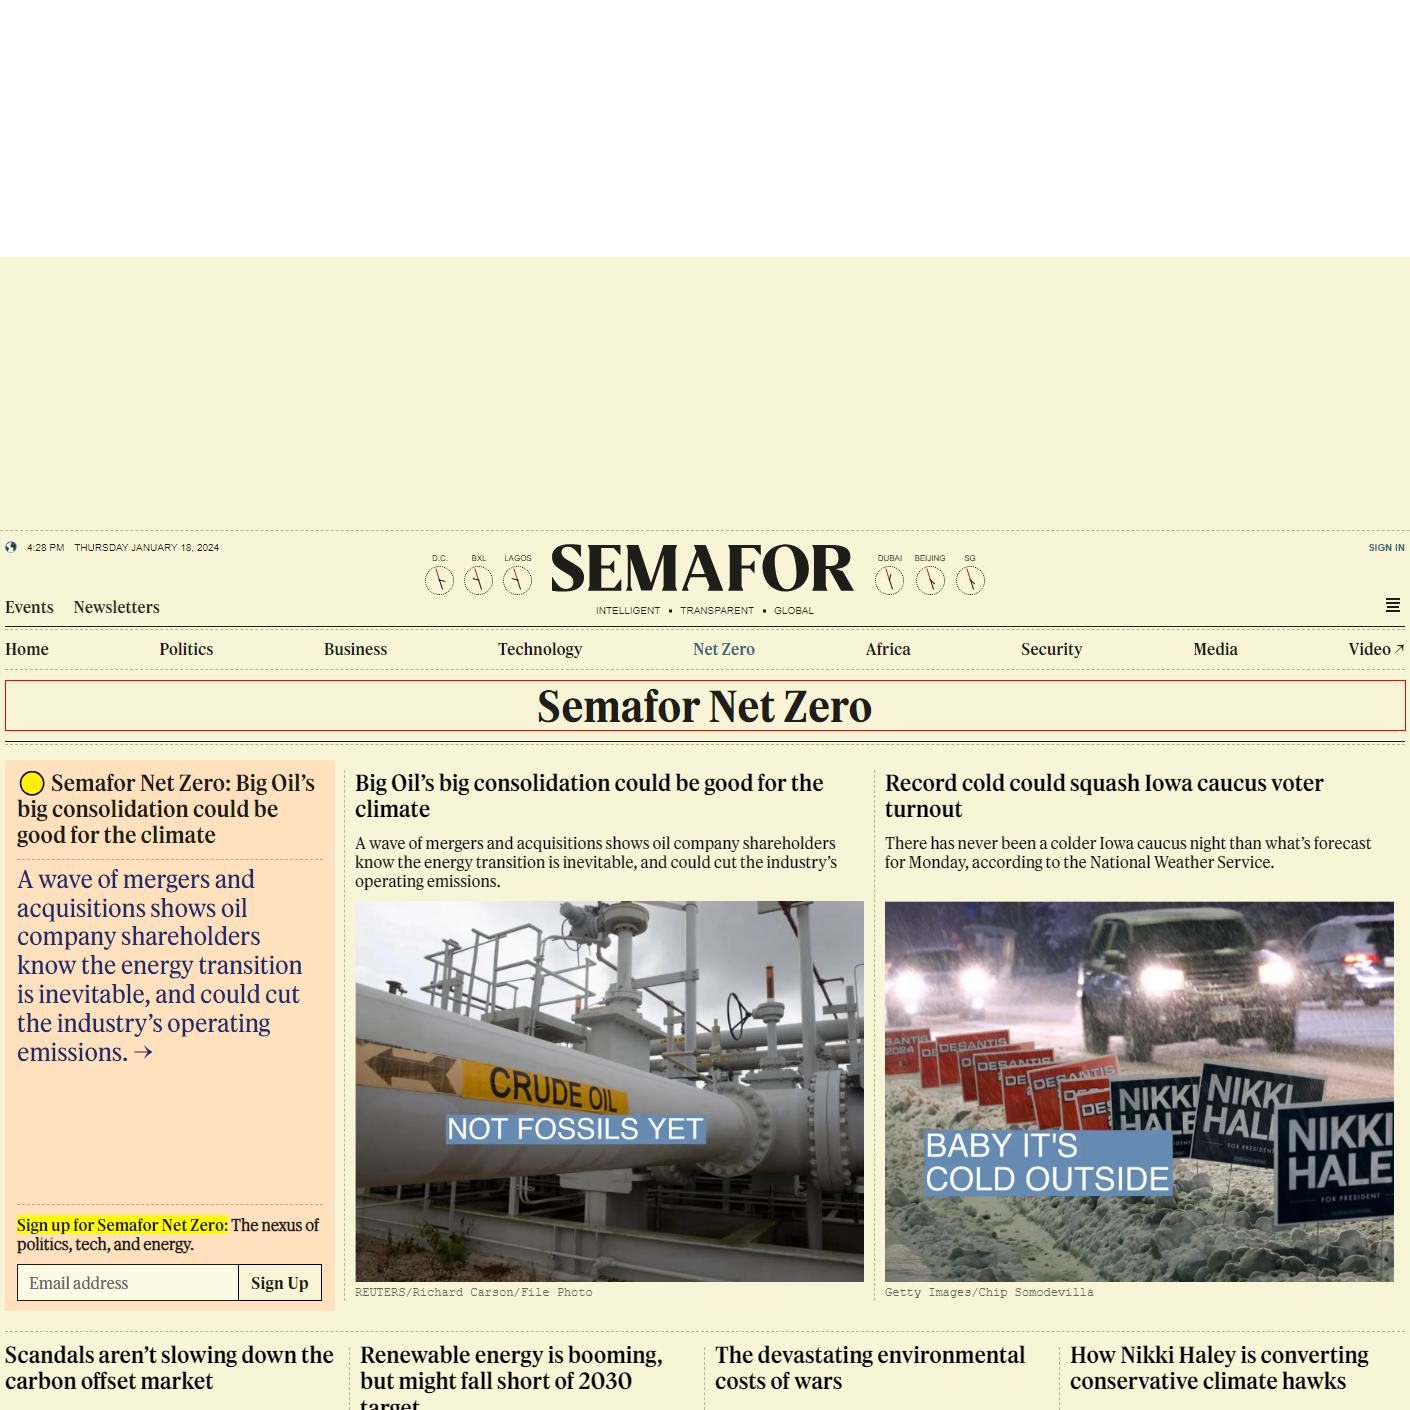 4:28 PM THURSDAY JANUARY 18, 2024
D.C. BXL LAGOS
SEMAFOR
DUBAI BEIJING SG
SIGN IN
Events Newsletters
INTELLIGENT ▪ TRANSPARENT ▪ GLOBAL
Home Politics Business Technology Net Zero Africa Security Media Video ↗
Semafor Net Zero
Semafor Net Zero: Big Oil’s
big consolidation could be
good for the climate
A wave of mergers and
acquisitions shows oil
company shareholders
know the energy transition
is inevitable, and could cut
the industry’s operating
emissions. →
Sign up for Semafor Net Zero: The nexus of
politics, tech, and energy.
Email address Sign Up
Big Oil’s big consolidation could be good for the
climate
A wave of mergers and acquisitions shows oil company shareholders
know the energy transition is inevitable, and could cut the industry’s
operating emissions.
CRUDE OIL
NOT FOSSILS YET
REUTERS/Richard Carson/File Photo
Record cold could squash Iowa caucus voter
turnout
There has never been a colder Iowa caucus night than what’s forecast
for Monday, according to the National Weather Service.
DESANTIS
DESANTIS
NIKKI
HALE
NIKKI
HAL
FOR PRESIDENT
NIKKI
HALE
FOR PRESIDENT
BABY IT'S
COLD OUTSIDE
Getty Images/Chip Somodevilla
Scandals aren’t slowing down the
carbon offset market
Renewable energy is booming,
but might fall short of 2030
target
The devastating environmental
costs of wars
How Nikki Haley is converting
conservative climate hawks